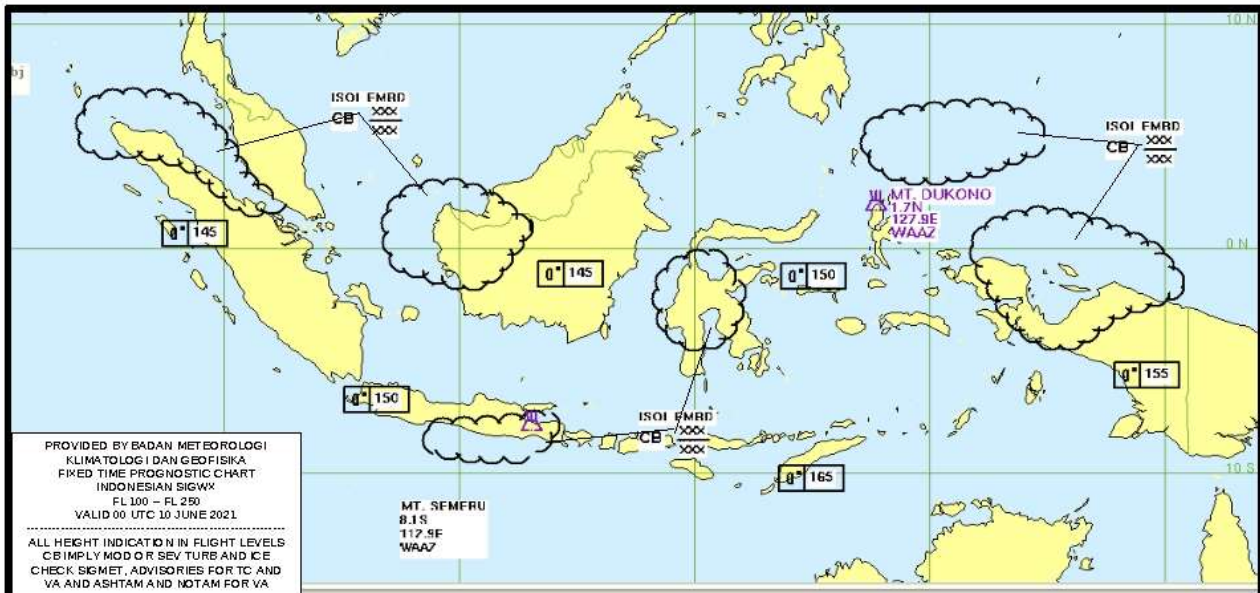 10 N
bj
ISOL EMBD
CB XXX
XXX
ISOL EMBD
CB XXX
XXX
MT. DUKONO
1.7N
127.9E
WAAZ
0°: 145
0 N
0°: 145
0°: 150
0°: 155
0°: 150
ISOL EMBD
CB XXX
XXX
10 S
0°: 165
MT. SEMERU
8.1S
112.9E
WAAZ
PROVIDED BY BADAN METEOROLOGI
KLIMATOLOGI DAN GEOFISIKA
FIXED TIME PROGNOSTIC CHART
INDONESIAN SIGWX
FL 100 – FL 250
VALID 00 UTC 10 JUNE 2021
ALL HEIGHT INDICATION IN FLIGHT LEVELS
CB IMPLY MOD OR SEV TURB AND ICE
CHECK SIGMET, ADVISORIES FOR TC AND
VA AND ASHTAM AND NOTAM FOR VA